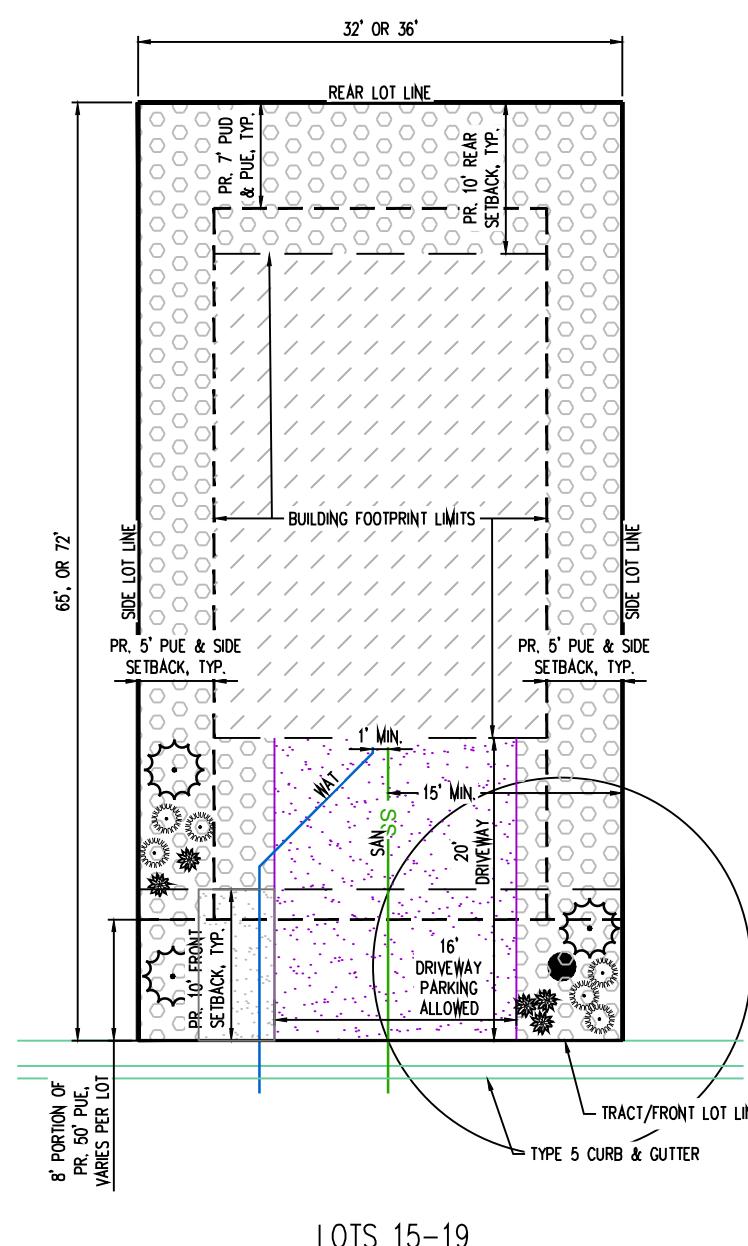 32' OR 36'
REAR LOT LINE
PR. 7' PUD
& PUE, TYP.
PR. 10' REAR
SETBACK, TYP.
BUILDING FOOTPRINT LIMITS
65', OR 72'
SIDE LOT LINE
SIDE LOT LINE
PR. 5' PUE & SIDE
SETBACK, TYP.
PR. 5' PUE & SIDE
SETBACK, TYP.
1' MIN.
WAT
15' MIN.
SAN
SS
20'
DRIVEWAY
PR. 10' FRONT
SETBACK, TYP.
16'
DRIVEWAY
PARKING
ALLOWED
8' PORTION OF
PR. 50' PUE,
VARIES PER LOT
TRACT/FRONT LOT
TYPE 5 CURB & GUTTER
LOTS 15-19